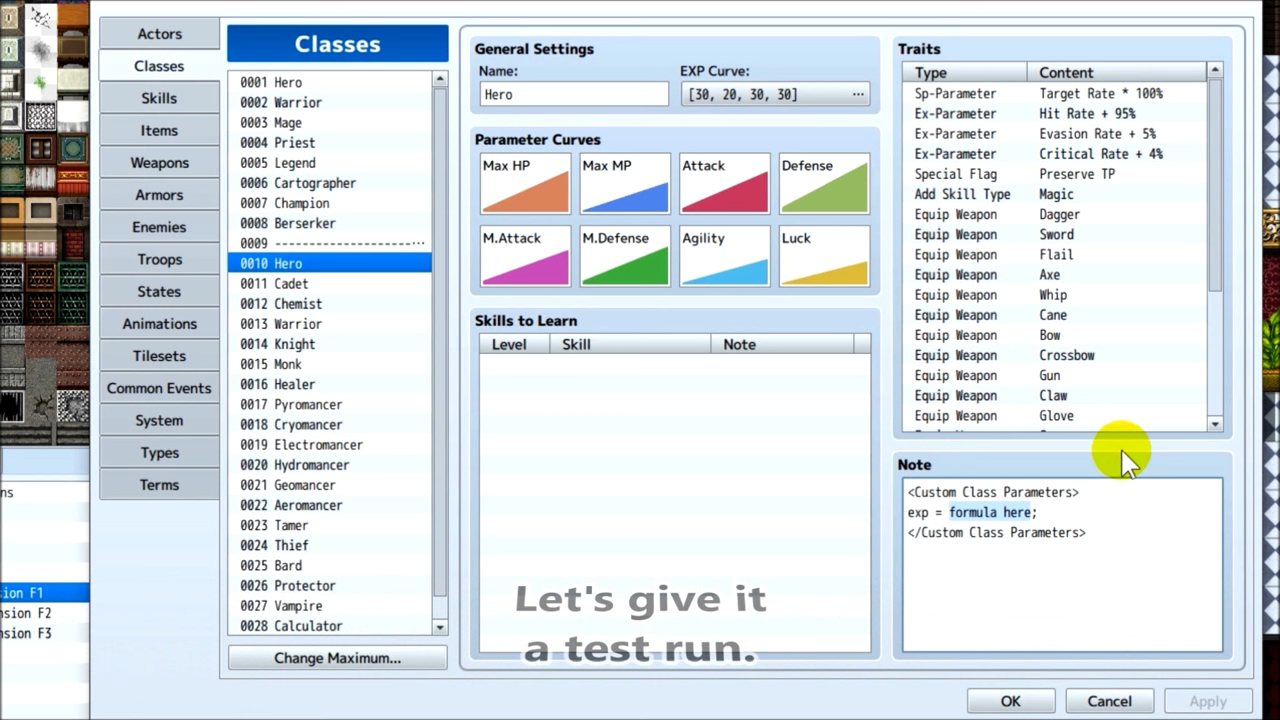 Actors
Classes
Skills
Items
Weapons
Armors
Enemies
Troops
States
Animations
Tilesets
Common Events
System
Types
Terms
Classes
0001 Hero
0002 Warrior
0003 Mage
0004 Priest
0005 Legend
0006 Cartographer
0007 Champion
0008 Berserker
0009 ----------------------···
0010 Hero
0011 Cadet
0012 Chemist
0013 Warrior
0014 Knight
0015 Monk
0016 Healer
0017 Pyromancer
0018 Cryomancer
0019 Electromancer
0020 Hydromancer
0021 Geomancer
0022 Aeromancer
0023 Tamer
0024 Thief
0025 Bard
0026 Protector
0027 Vampire
0028 Calculator
Change Maximum...
General Settings
Name:
EXP Curve:
Hero
[30, 20, 30, 30]
...
Parameter Curves
Max HP
Max MP
Attack
Defense
M.Attack
M.Defense
Agility
Luck
Skills to Learn
Level Skill Note
Traits
Type Content
Sp-Parameter Target Rate * 100%
Ex-Parameter Hit Rate + 95%
Ex-Parameter Evasion Rate + 5%
Ex-Parameter Critical Rate + 4%
Special Flag Preserve TP
Add Skill Type Magic
Equip Weapon Dagger
Equip Weapon Sword
Equip Weapon Flail
Equip Weapon Axe
Equip Weapon Whip
Equip Weapon Cane
Equip Weapon Bow
Equip Weapon Crossbow
Equip Weapon Gun
Equip Weapon Claw
Equip Weapon Glove
Note
<Custom Class Parameters>
exp = formula here;
</Custom Class Parameters>
Let's give it
a test run.
OK
Cancel
Apply
ns
sion F1
nsion F2
nsion F3